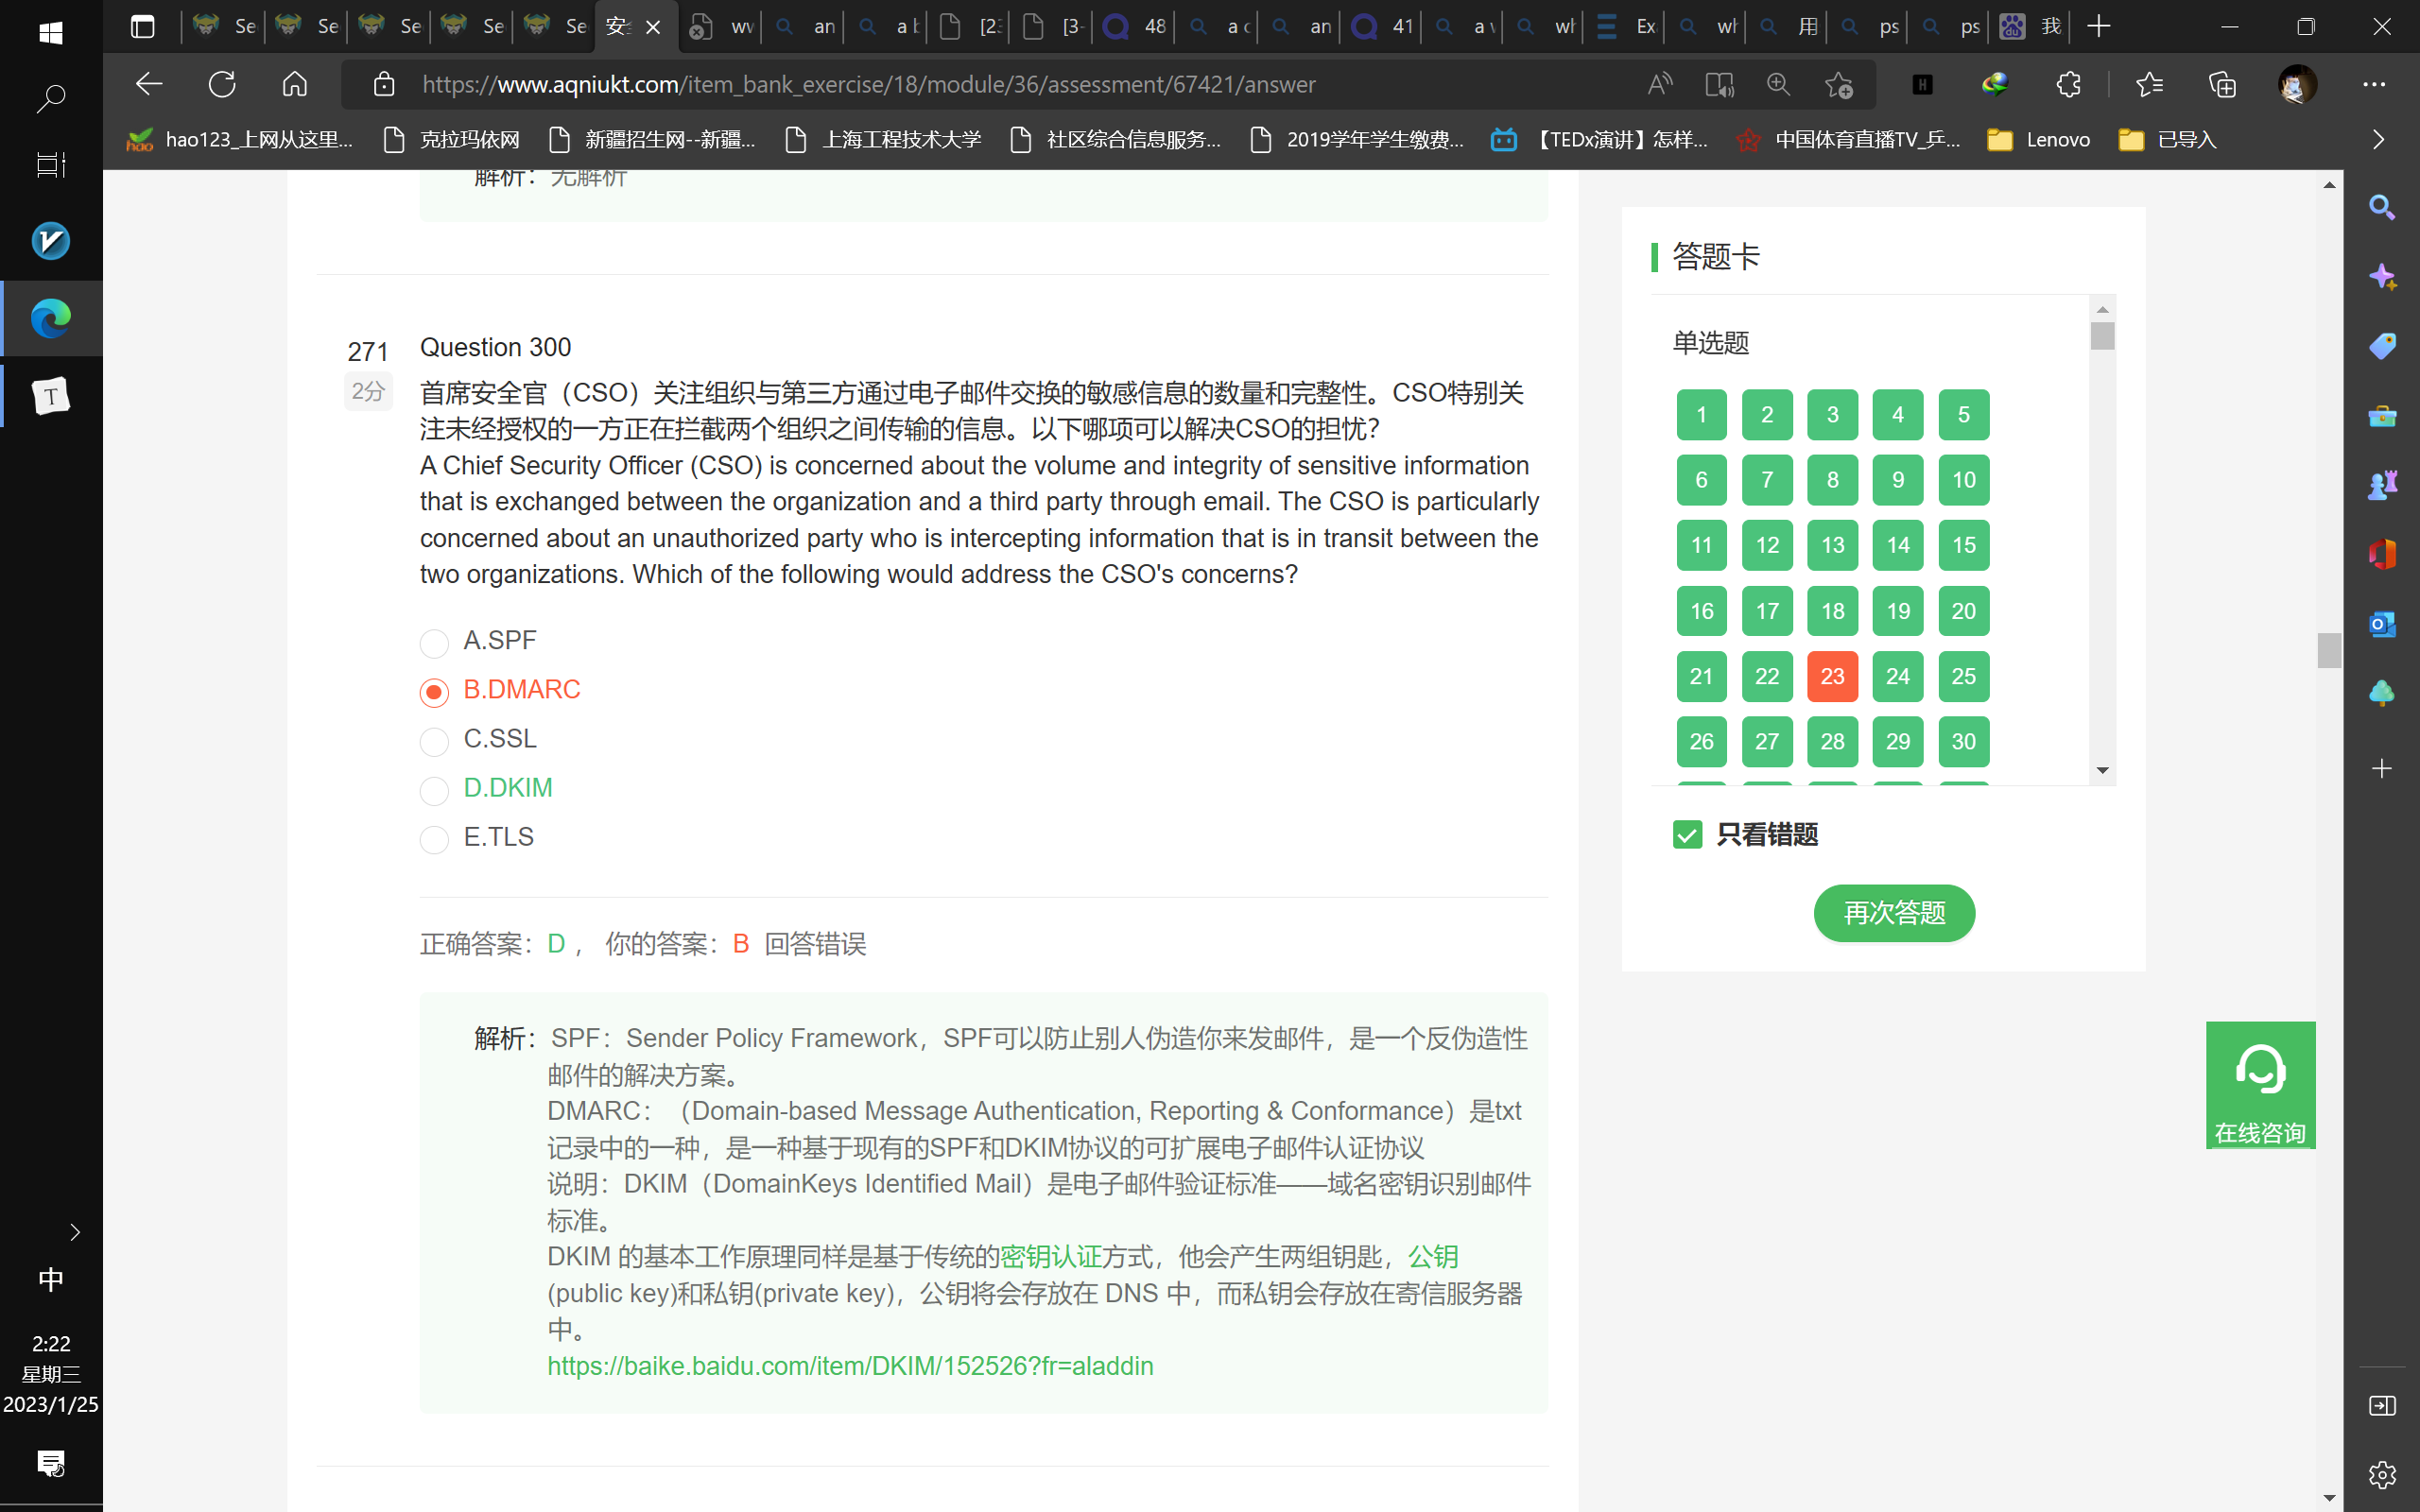 Se
Se
Se
Se
Se
安
wv
an
a b
[23
[3-
48
a c
an
41
a v
wh
Ex
wh
用
ps
ps
我
https://www.aqniukt.com/item_bank_exercise/18/module/36/assessment/67421/answer
hao123_上网从这里...
克拉玛依网
新疆招生网--新疆...
上海工程技术大学
社区综合信息服务...
2019学年学生缴费...
【TEDx演讲】怎样...
中国体育直播TV_乒...
Lenovo
已导入
解析：无解析
271
2分
Question 300
首席安全官（CSO）关注组织与第三方通过电子邮件交换的敏感信息的数量和完整性。CSO特别关
注未经授权的一方正在拦截两个组织之间传输的信息。以下哪项可以解决CSO的担忧？
A Chief Security Officer (CSO) is concerned about the volume and integrity of sensitive information
that is exchanged between the organization and a third party through email. The CSO is particularly
concerned about an unauthorized party who is intercepting information that is in transit between the
two organizations. Which of the following would address the CSO's concerns?
A.SPF
B.DMARC
C.SSL
D.DKIM
E.TLS
正确答案：D ， 你的答案：B 回答错误
解析：SPF：Sender Policy Framework，SPF可以防止别人伪造你来发邮件，是一个反伪造性
邮件的解决方案。
DMARC：（Domain-based Message Authentication, Reporting & Conformance）是txt
记录中的一种，是一种基于现有的SPF和DKIM协议的可扩展电子邮件认证协议
说明：DKIM（DomainKeys Identified Mail）是电子邮件验证标准——域名密钥识别邮件
标准。
DKIM 的基本工作原理同样是基于传统的密钥认证方式，他会产生两组钥匙，公钥
(public key)和私钥(private key)，公钥将会存放在 DNS 中，而私钥会存放在寄信服务器
中。
https://baike.baidu.com/item/DKIM/152526?fr=aladdin
答题卡
单选题
1 2 3 4 5
6 7 8 9 10
11 12 13 14 15
16 17 18 19 20
21 22 23 24 25
26 27 28 29 30
只看错题
再次答题
在线咨询
中
2:22
星期三
2023/1/25